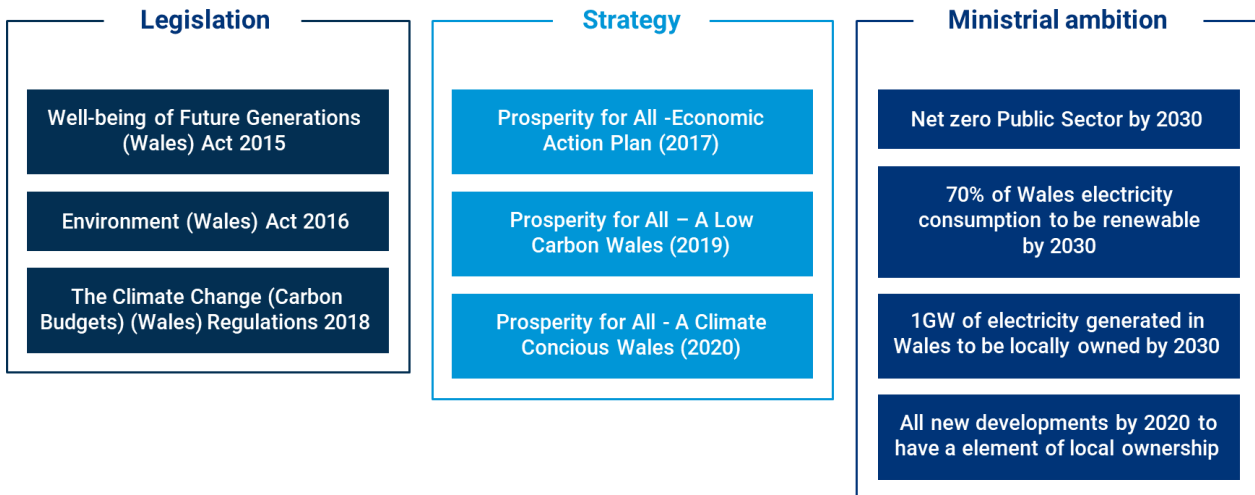 Legislation
Well-being of Future Generations
(Wales) Act 2015
Environment (Wales) Act 2016
The Climate Change (Carbon
Budgets) (Wales) Regulations 2018
Strategy
Prosperity for All -Economic
Action Plan (2017)
Prosperity for All – A Low
Carbon Wales (2019)
Prosperity for All - A Climate
Concious Wales (2020)
Ministrial ambition
Net zero Public Sector by 2030
70% of Wales electricity
consumption to be renewable
by 2030
1GW of electricity generated in
Wales to be locally owned by 2030
All new developments by 2020 to
have a element of local ownership